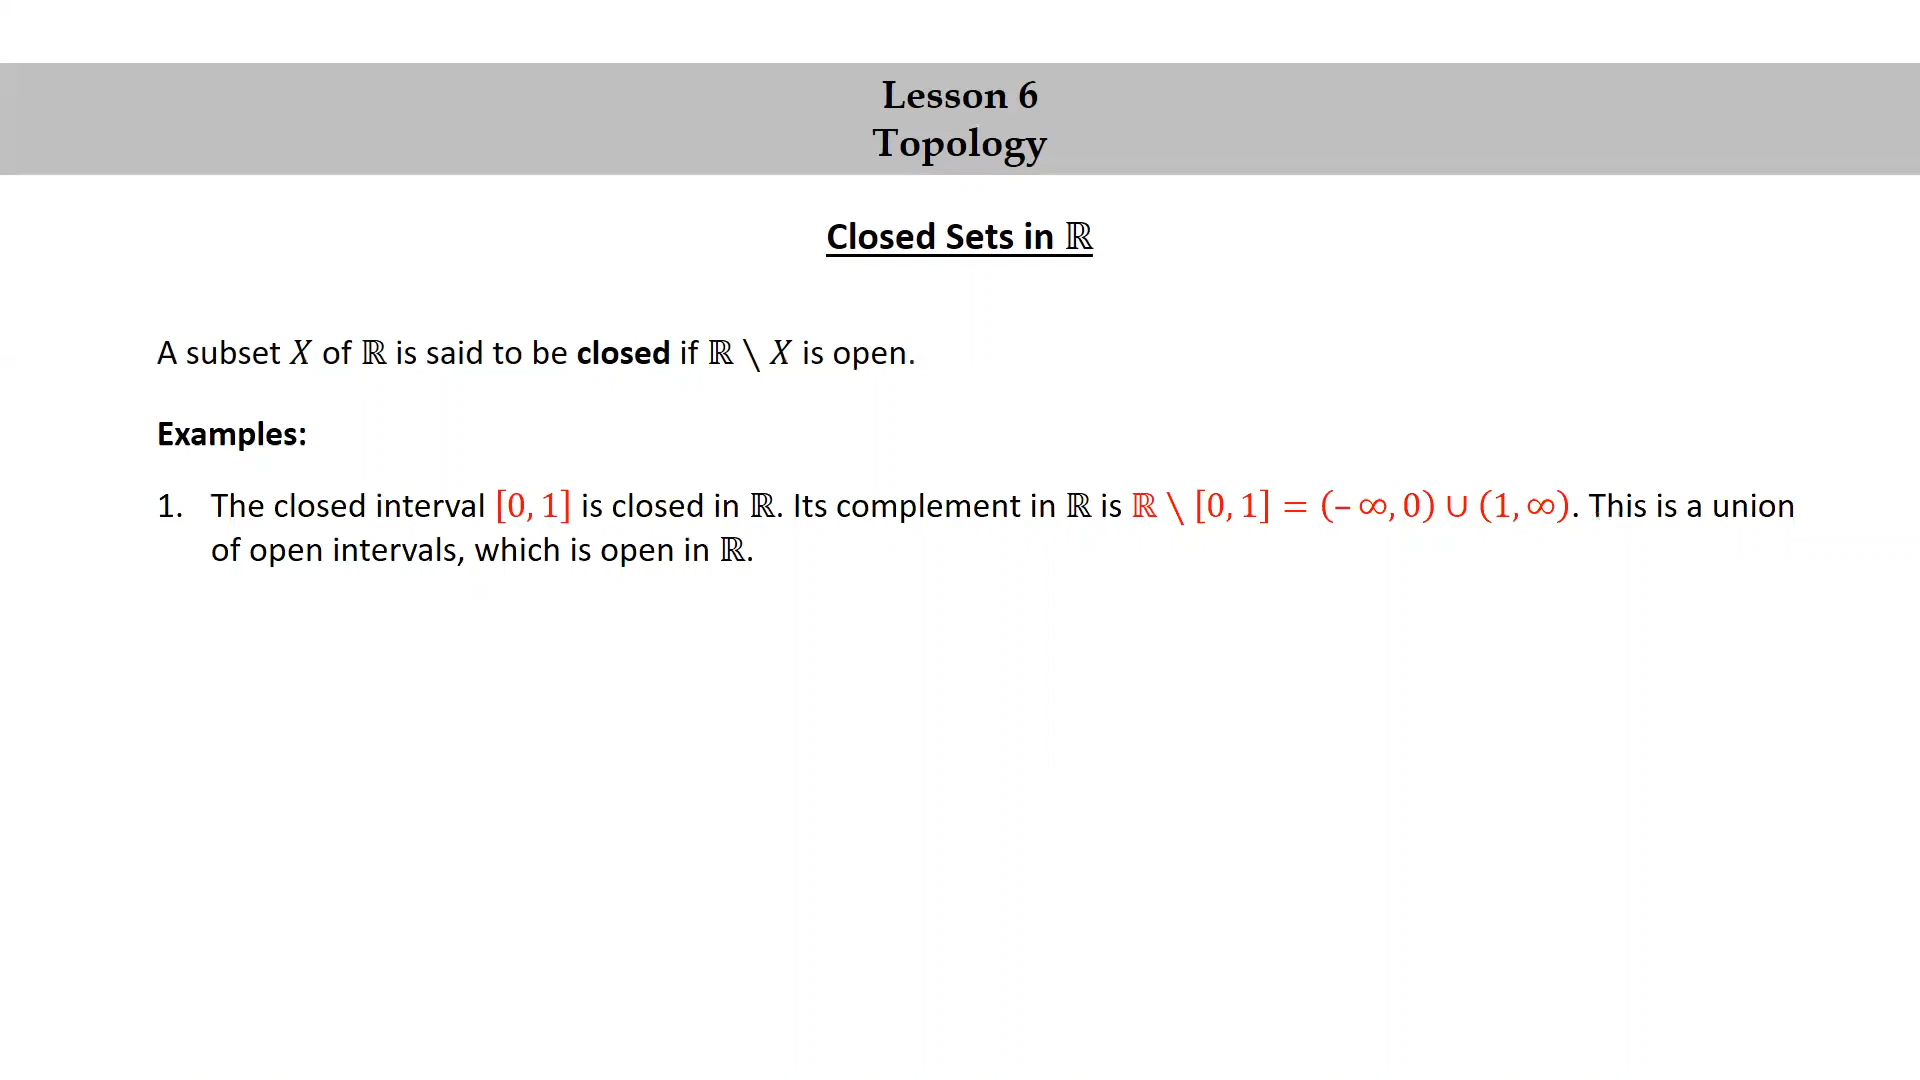 Lesson 6
Topology
Closed Sets in ℝ
A subset 𝑋 of ℝ is said to be closed if ℝ ∖ 𝑋 is open.
Examples:
1. The closed interval [0, 1] is closed in ℝ. Its complement in ℝ is ℝ ∖ [0, 1] = (– ∞, 0) ∪ (1, ∞). This is a union
of open intervals, which is open in ℝ.